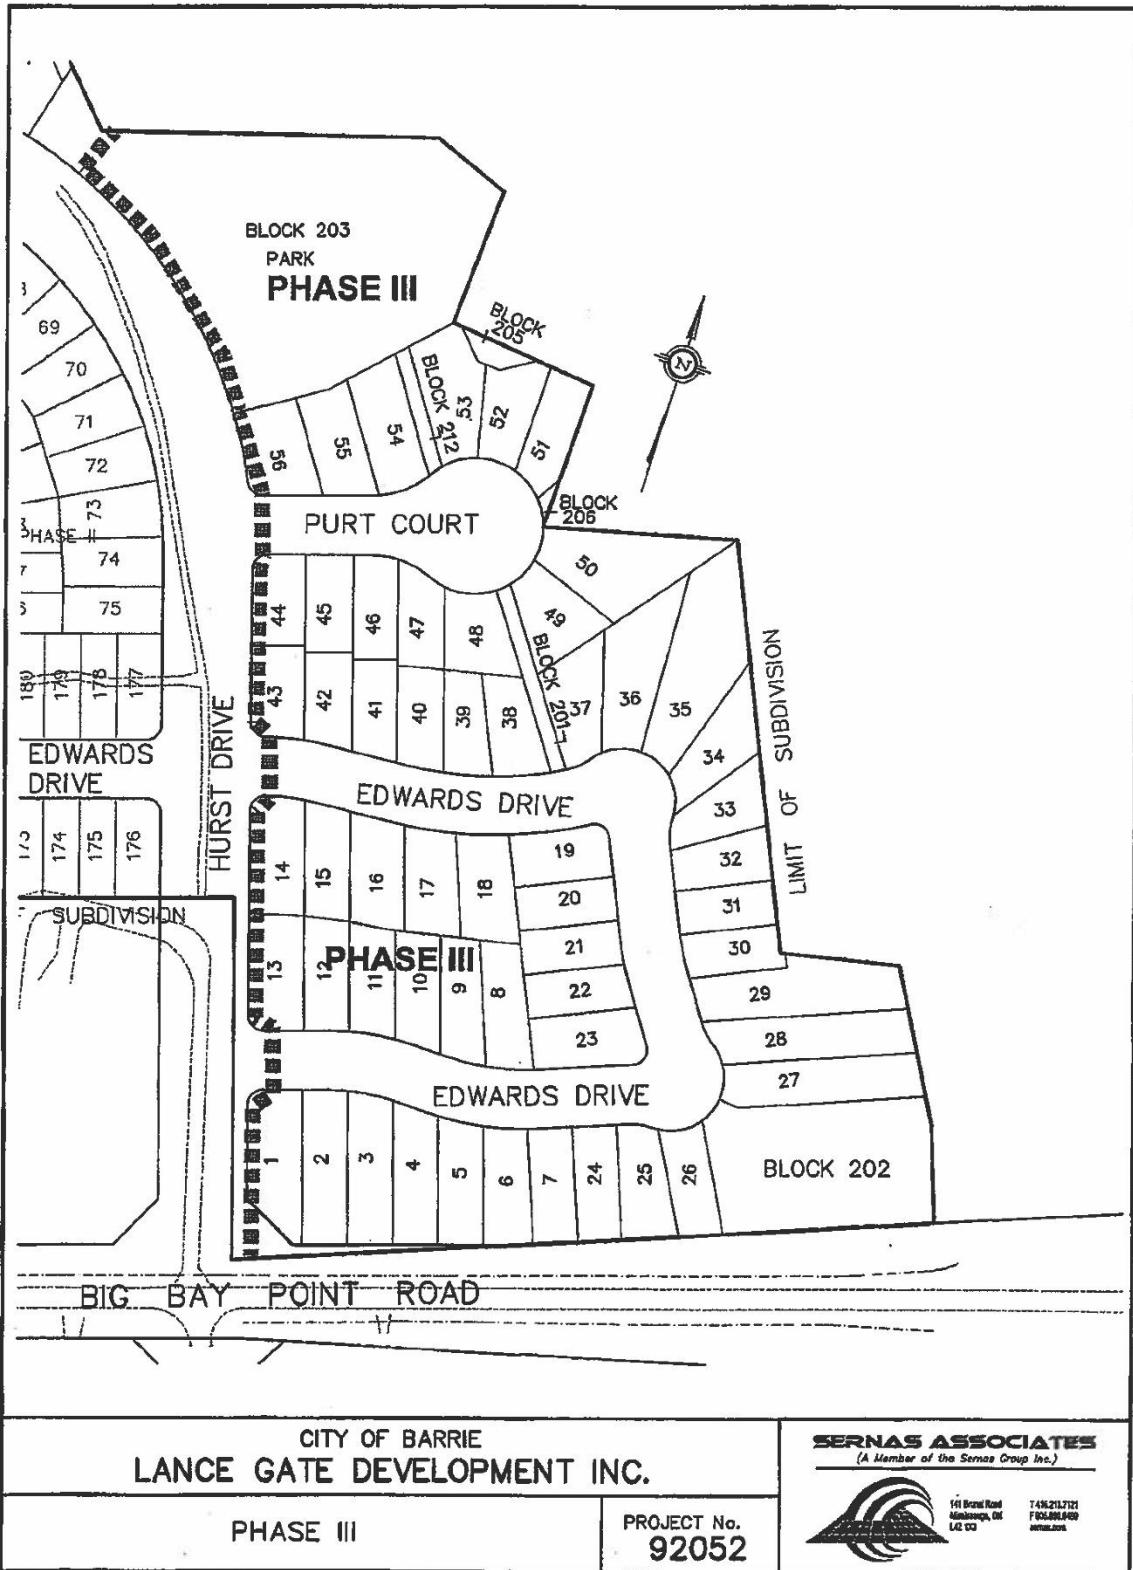 BLOCK 203
PARK
PHASE III
BLOCK
205
N
69
70
71
72
73
PHASE II
74
75
BLOCK 212
53
52
51
54
55
56
BLOCK
206
PURT COURT
50
49
44
45
46
47
48
BLOCK 201
43
42
41
40
39
38
37
36
35
34
33
32
31
30
29
28
27
180
179
178
177
EDWARDS
DRIVE
HURST DRIVE
EDWARDS DRIVE
LIMIT OF SUBDIVISION
173
174
175
176
14
15
16
17
18
19
20
21
22
23
SUBDIVISION
PHASE III
13
12
11
10
9
8
EDWARDS DRIVE
1
2
3
4
5
6
7
24
25
26
BLOCK 202
BIG BAY POINT ROAD
CITY OF BARRIE
LANCE GATE DEVELOPMENT INC.
PHASE III
PROJECT No.
92052
SERNAS ASSOCIATES
(A Member of the Sernas Group Inc.)